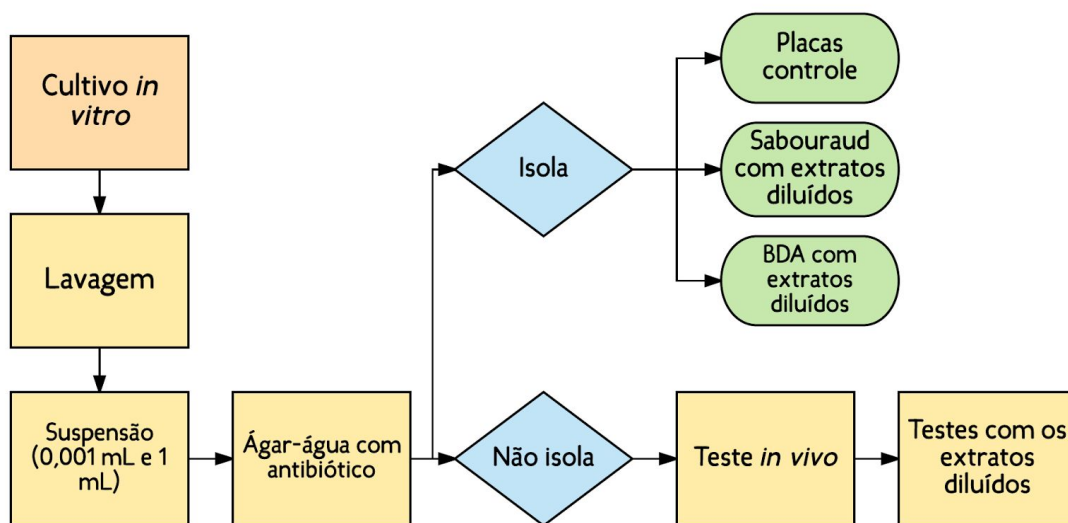 Cultivo in
vitro
Lavagem
Suspensão
(0,001 mL e 1
mL)
Ágar-água com
antibiótico
Isola
Placas
controle
Sabouraud
com extratos
diluídos
BDA com
extratos
diluídos
Não isola
Teste in vivo
Testes com os
extratos
diluídos